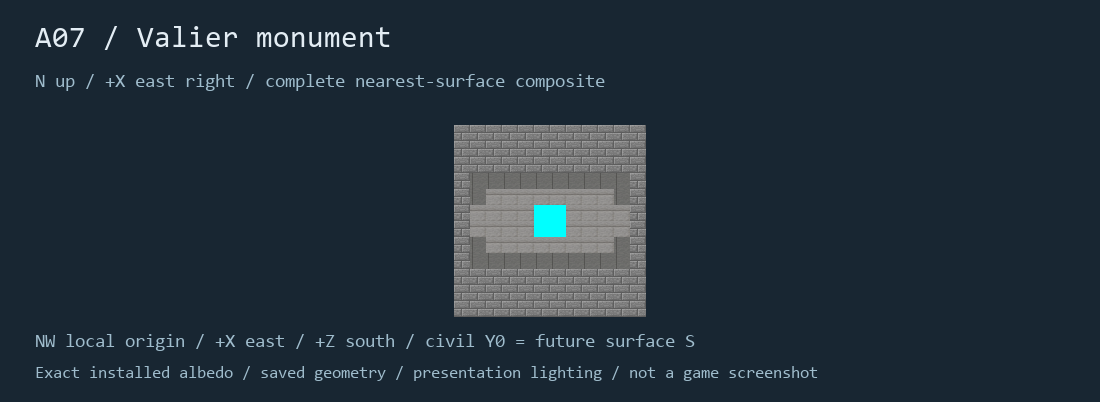 A07 / Valier monument
N up / +X east right / complete nearest-surface composite
NW local origin / +X east / +Z south / civil Y0 = future surface S
Exact installed albedo / saved geometry / presentation lighting / not a game screenshot